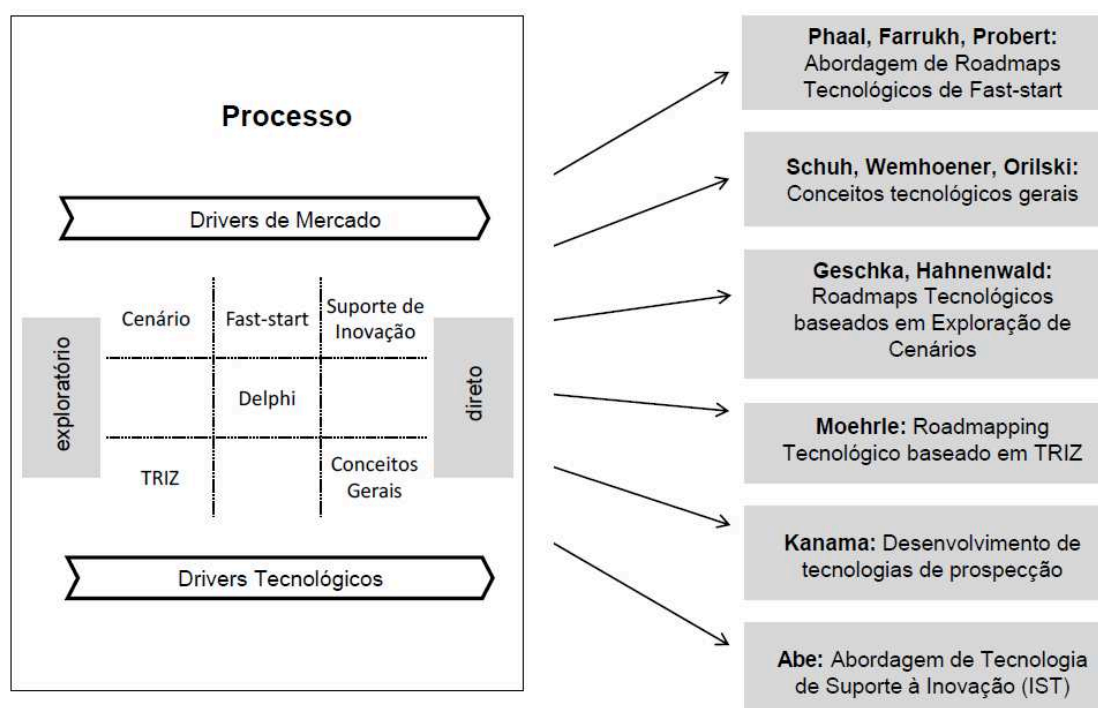 Processo
Drivers de Mercado
exploratório
Cenário
Fast-start
Suporte de
Inovação
Delphi
TRIZ
Conceitos
Gerais
direto
Drivers Tecnológicos
Phaal, Farrukh, Probert:
Abordagem de Roadmaps
Tecnológicos de Fast-start
Schuh, Wemhoener, Orilski:
Conceitos tecnológicos gerais
Geschka, Hahnenwald:
Roadmaps Tecnológicos
baseados em Exploração de
Cenários
Moehrle: Roadmapping
Tecnológico baseado em TRIZ
Kanama: Desenvolvimento de
tecnologias de prospecção
Abe: Abordagem de Tecnologia
de Suporte à Inovação (IST)